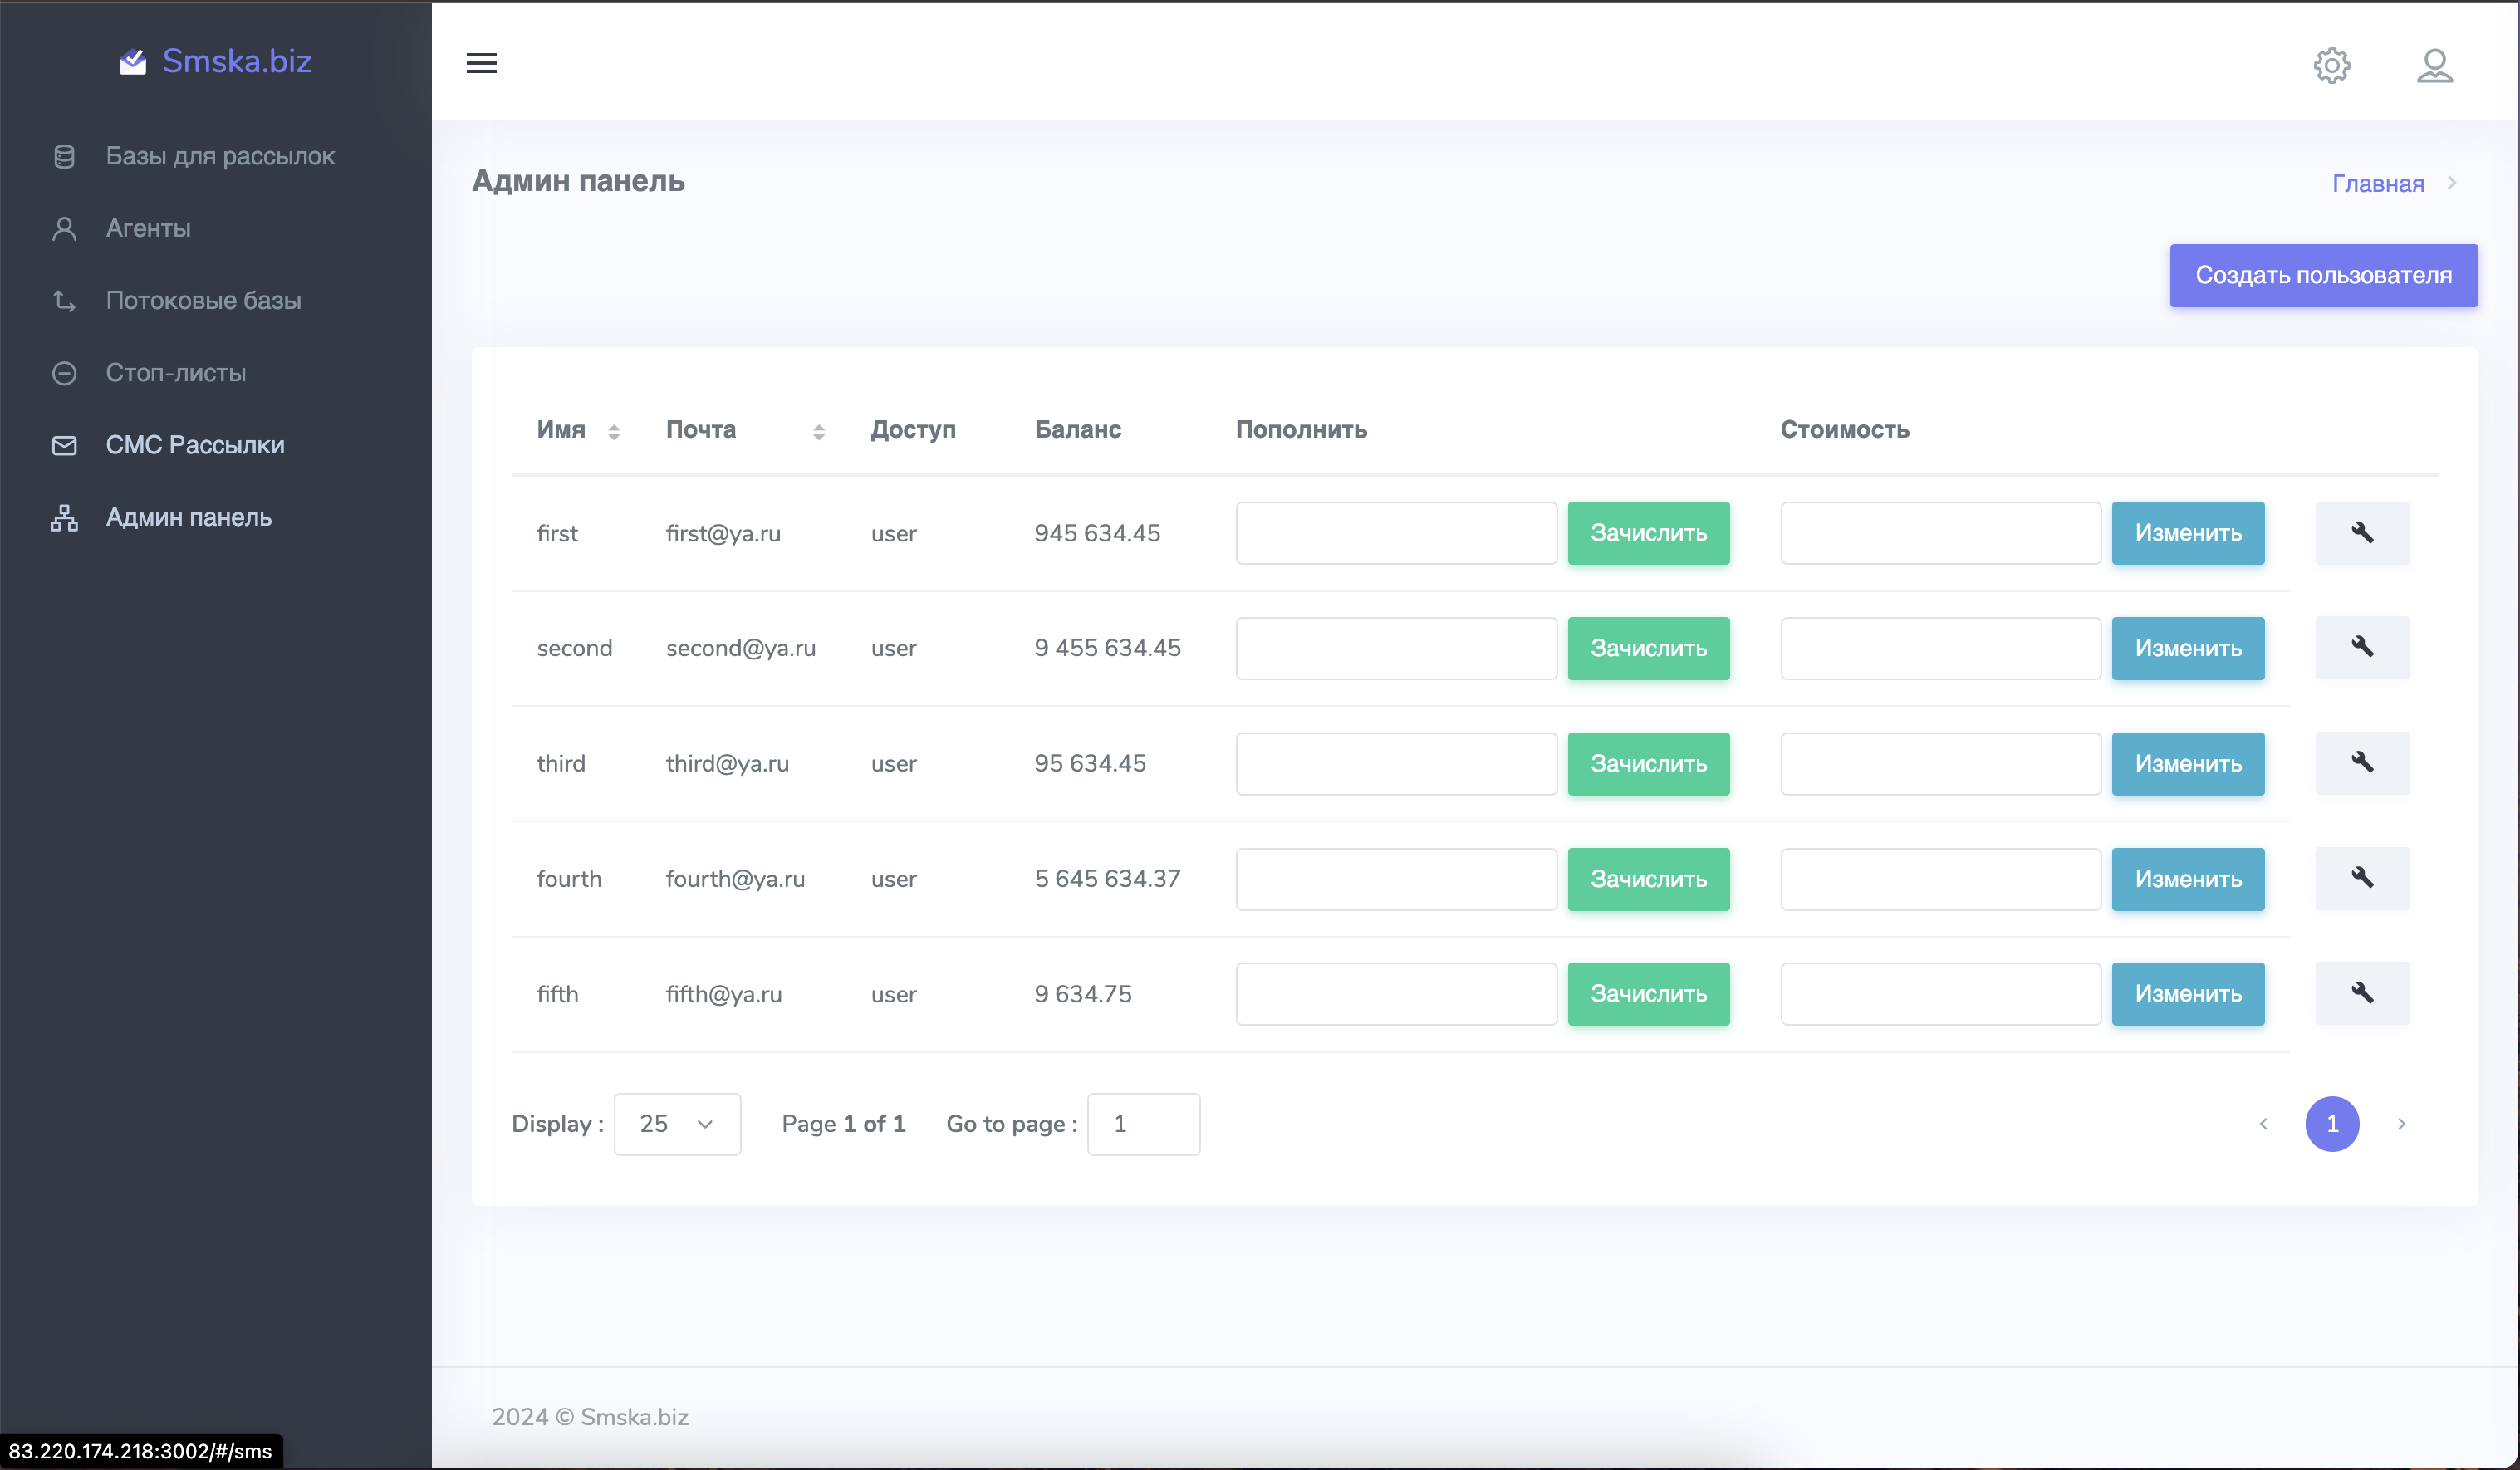 Smska.biz
Базы для рассылок
Агенты
Потоковые базы
Стоп-листы
СМС Рассылки
Админ панель
Админ панель
Главная
Создать пользователя
Имя Почта Доступ Баланс Пополнить Стоимость
first first@ya.ru user 945 634.45 Зачислить Изменить
second second@ya.ru user 9 455 634.45 Зачислить Изменить
third third@ya.ru user 95 634.45 Зачислить Изменить
fourth fourth@ya.ru user 5 645 634.37 Зачислить Изменить
fifth fifth@ya.ru user 9 634.75 Зачислить Изменить
Display : 25 Page 1 of 1 Go to page : 1 1
2024 © Smska.biz
83.220.174.218:3002/#/sms